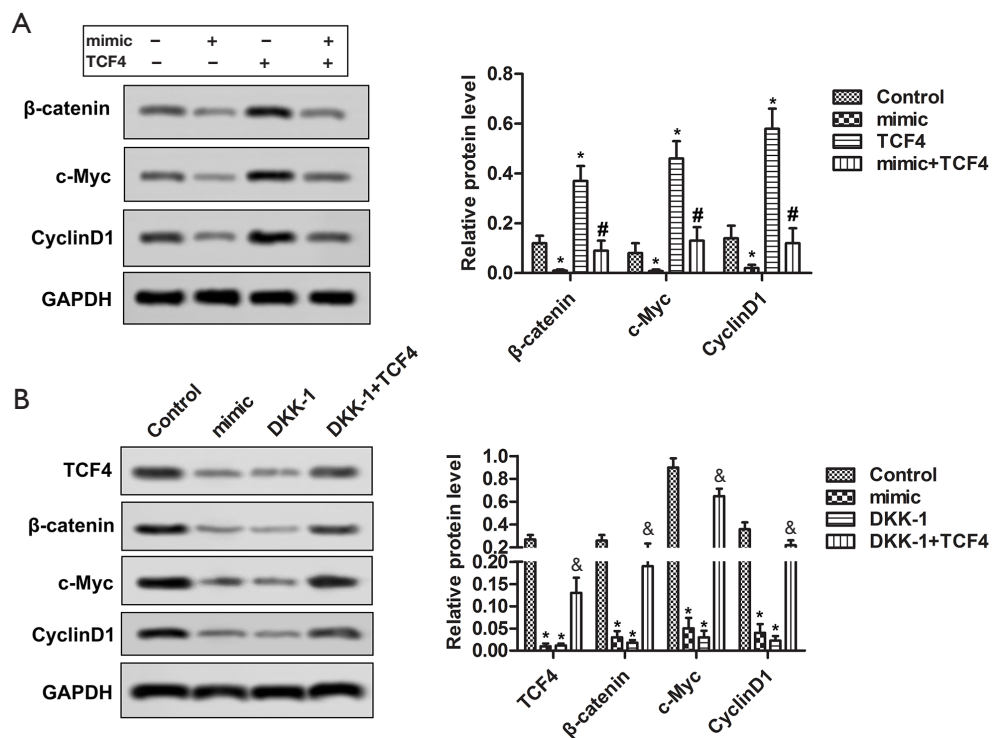 A
mimic – + – +
TCF4 – – + +
β-catenin
c-Myc
CyclinD1
GAPDH
Relative protein level
0.8
0.6
0.4
0.2
0.0
* * # * * # * * #
β-catenin
c-Myc
CyclinD1
Control
mimic
TCF4
mimic+TCF4
B
Control
mimic
DKK-1
DKK-1+TCF4
TCF4
β-catenin
c-Myc
CyclinD1
GAPDH
Relative protein level
1.0
0.8
0.6
0.4
0.2
0.20
0.15
0.10
0.05
0.00
* * & * * & * * & * * &
TCF4
β-catenin
c-Myc
CyclinD1
Control
mimic
DKK-1
DKK-1+TCF4